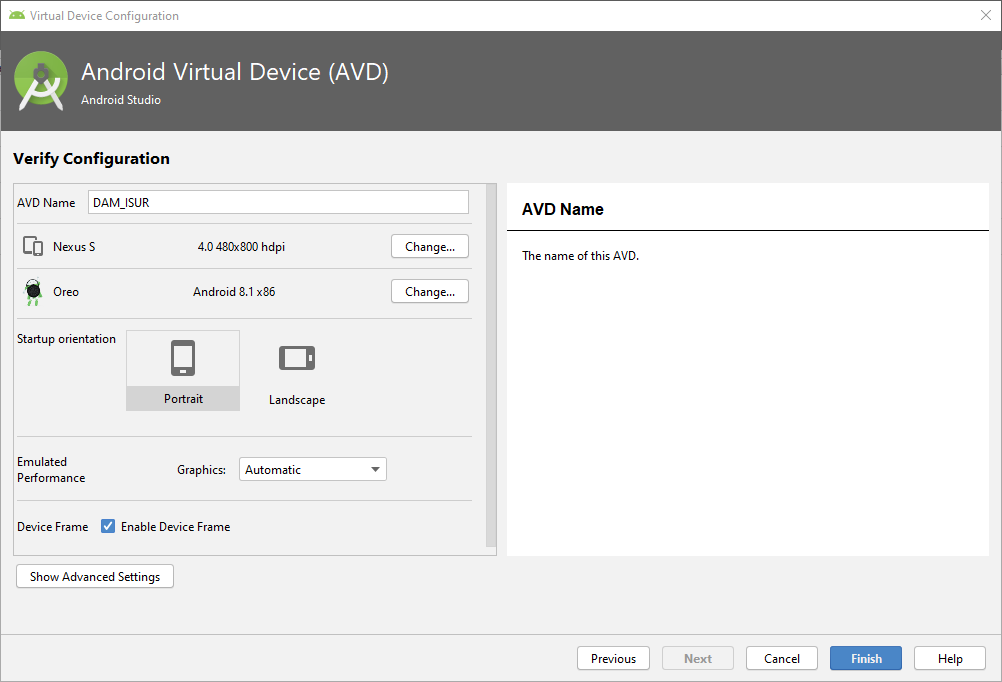 Virtual Device Configuration
Android Virtual Device (AVD)
Android Studio
Verify Configuration
AVD Name DAM_ISUR
Nexus S 4.0 480x800 hdpi Change...
Oreo Android 8.1 x86 Change...
Startup orientation
Portrait Landscape
Emulated
Performance Graphics: Automatic
Device Frame Enable Device Frame
Show Advanced Settings
AVD Name
The name of this AVD.
Previous Next Cancel Finish Help